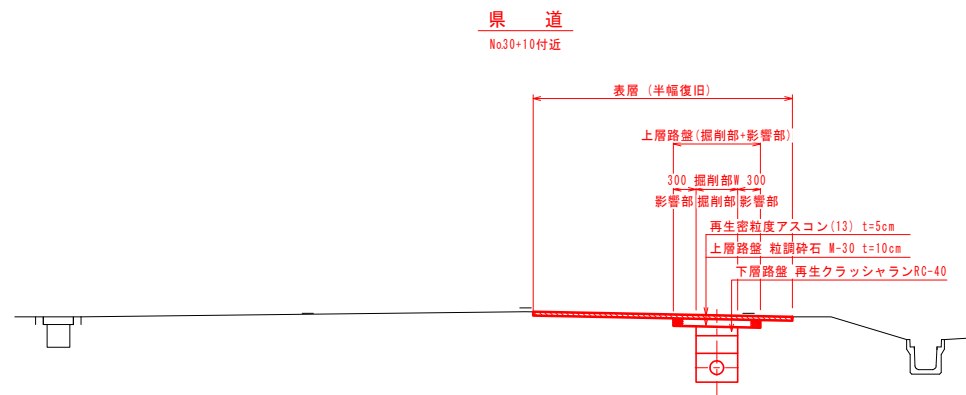 県　道
No.30+10付近
表層 (半幅復旧)
上層路盤(掘削部+影響部)
300 掘削部W 300
影響部 掘削部 影響部
再生密粒度アスコン(13) t=5cm
上層路盤 粒調砕石 M-30 t=10cm
下層路盤 再生クラッシャランRC-40